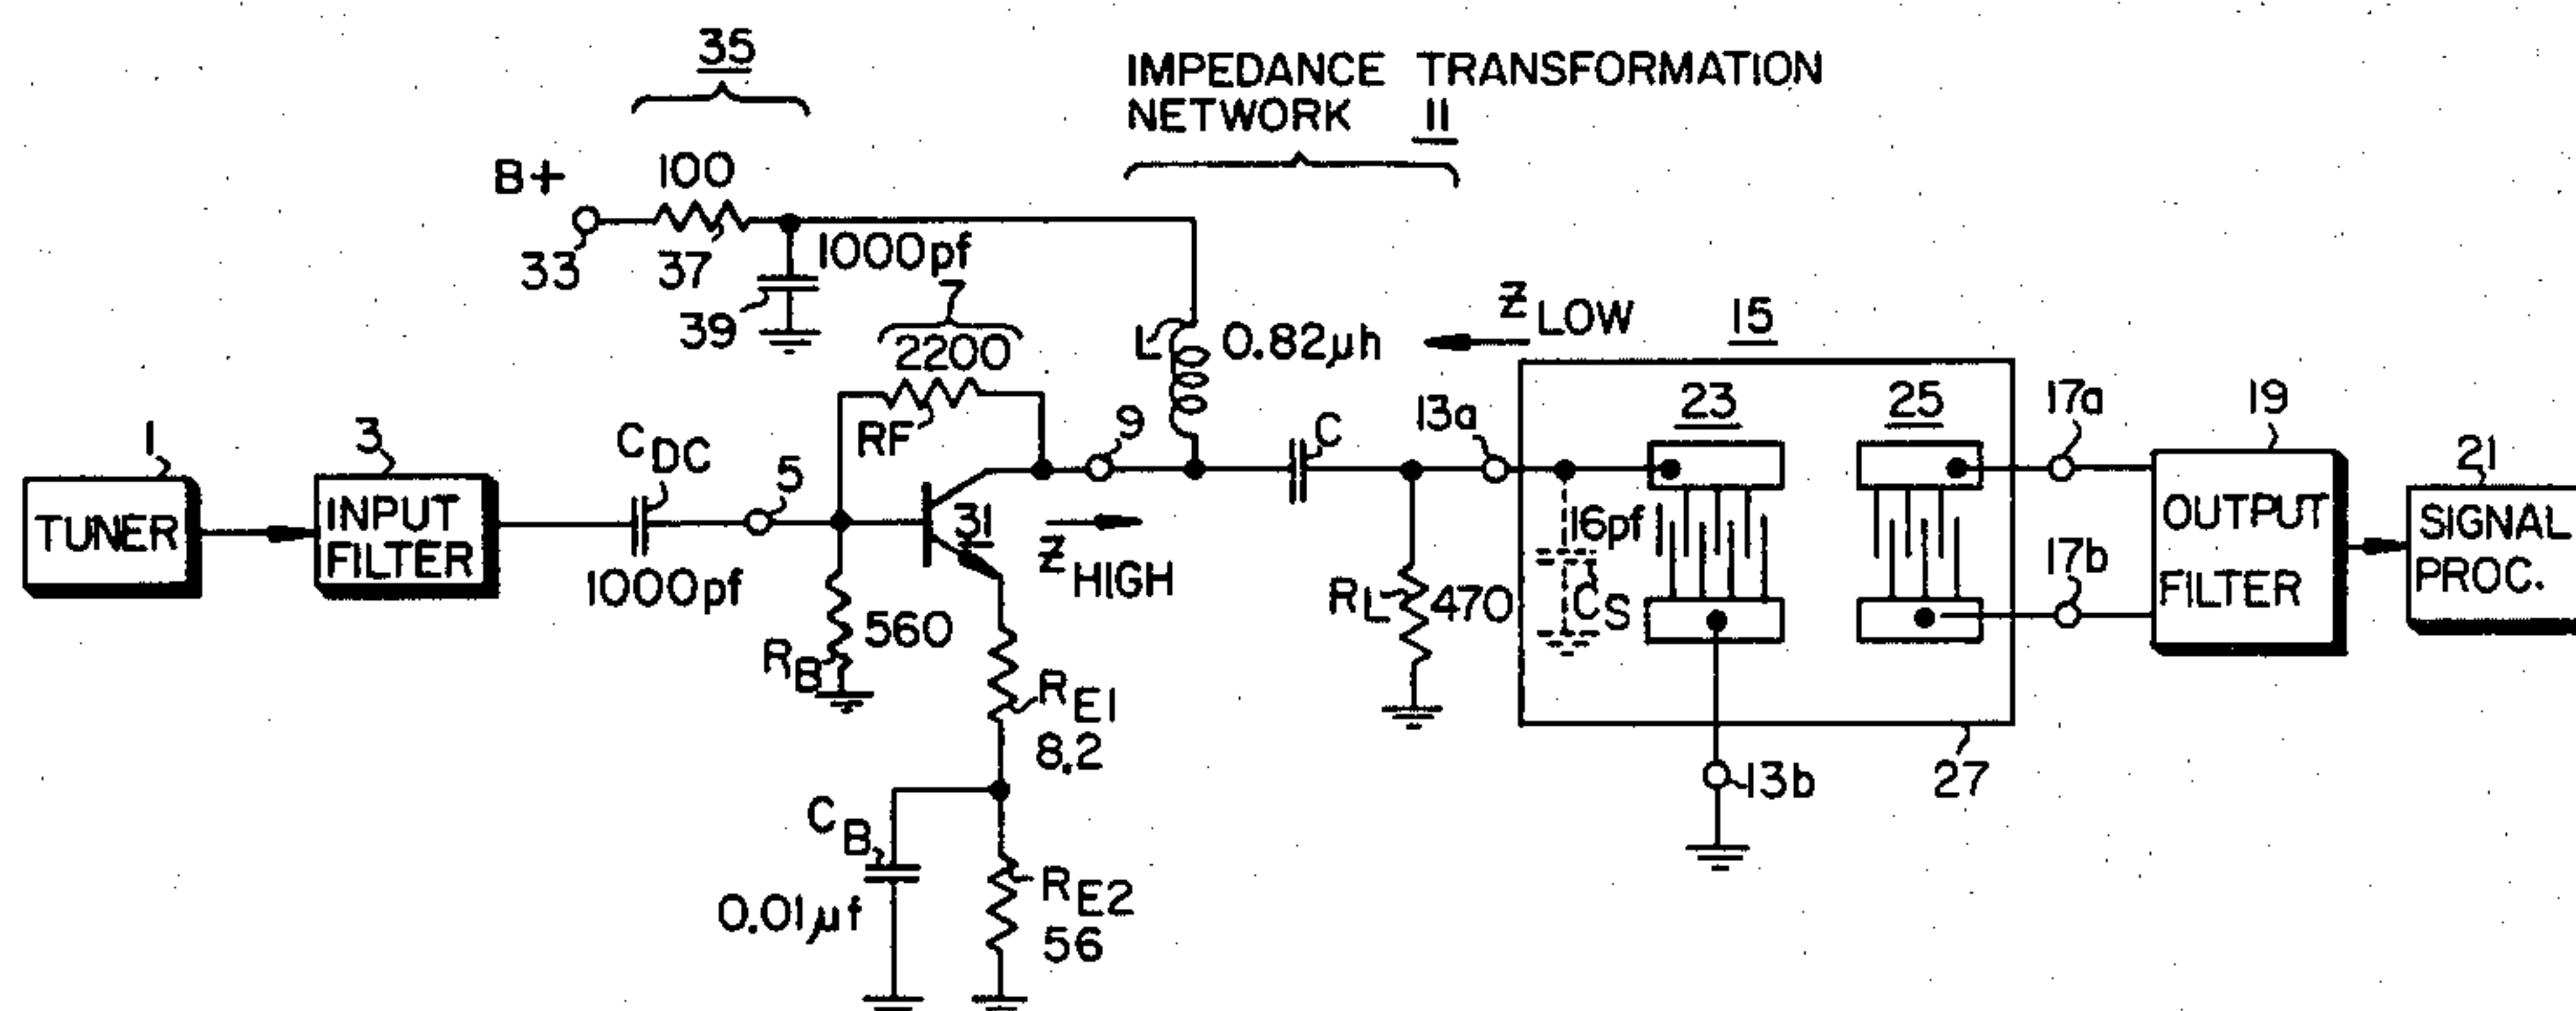 35
IMPEDANCE TRANSFORMATION
NETWORK 11
B+
100
33
37
1000pf
39
7
2200
RF
L
0.82µh
Z LOW
15
1
TUNER
3
INPUT
FILTER
CDC
1000pf
5
31
9
Z HIGH
C
13a
RB
560
RE1
8.2
CB
0.01µf
RE2
56
RL
470
16pf
CS
23
25
13b
27
17a
17b
19
OUTPUT
FILTER
21
SIGNAL
PROC.